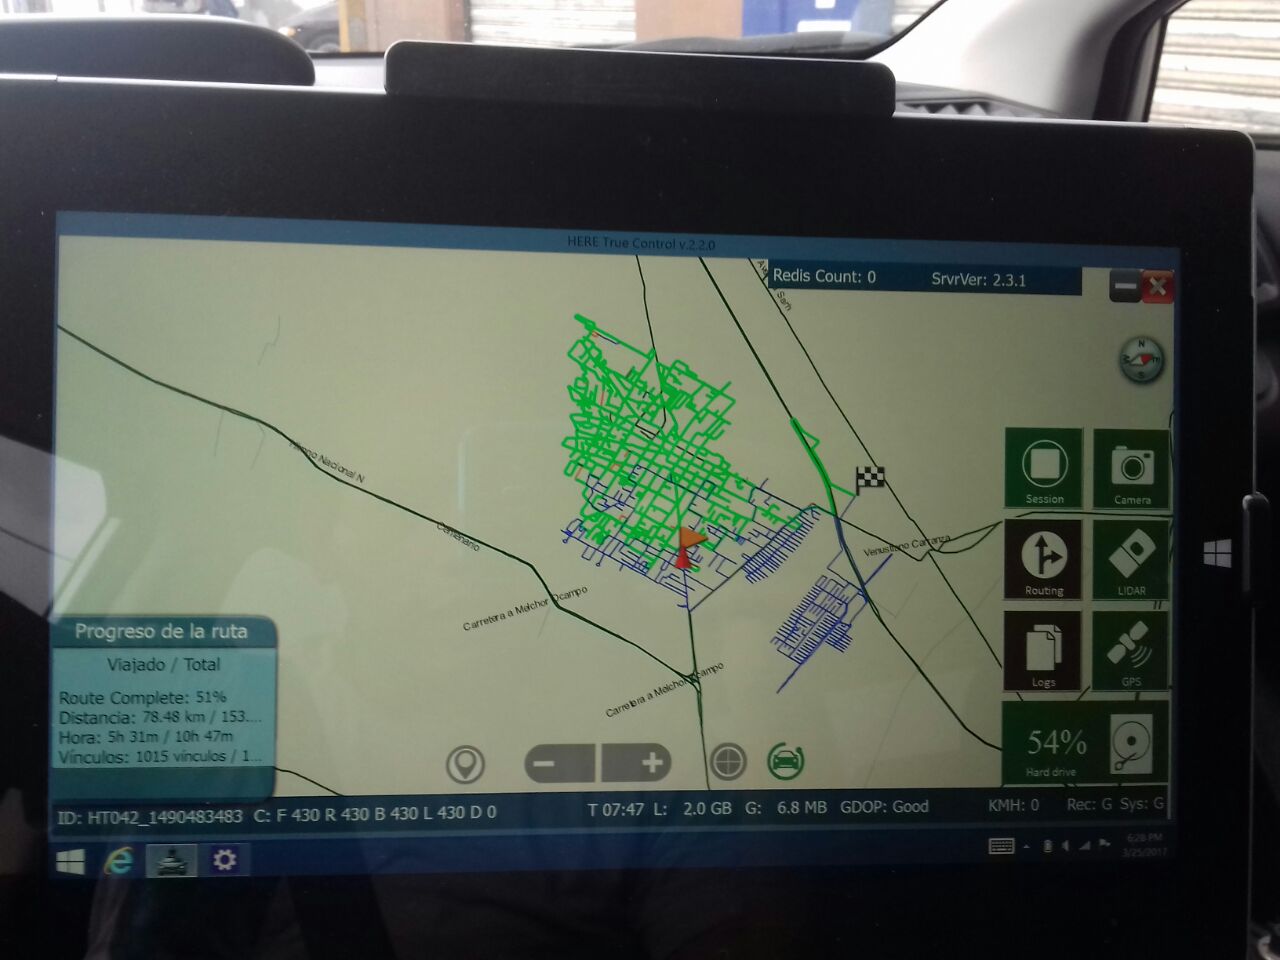 HERE True Control v.2.2.0
Redis Count: 0
SrvrVer: 2.3.1
N
E
S
Nacional N
Centenario
Carretera a Melchor Ocampo
Carretera a Melchor Ocampo
Venustiano Carranza
Session
Camera
Routing
LIDAR
Logs
GPS
54%
Hard drive
Progreso de la ruta
Viajado / Total
Route Complete: 51%
Distancia: 78.48 km / 153....
Hora: 5h 31m / 10h 47m
Vínculos: 1015 vínculos / 1...
ID: HT042_1490483483 C: F 430 R 430 B 430 L 430 D 0
T 07:47 L: 2.0 GB G: 6.8 MB GDOP: Good
KMH: 0 Rec: G Sys: G
6:28 PM
3/25/2017